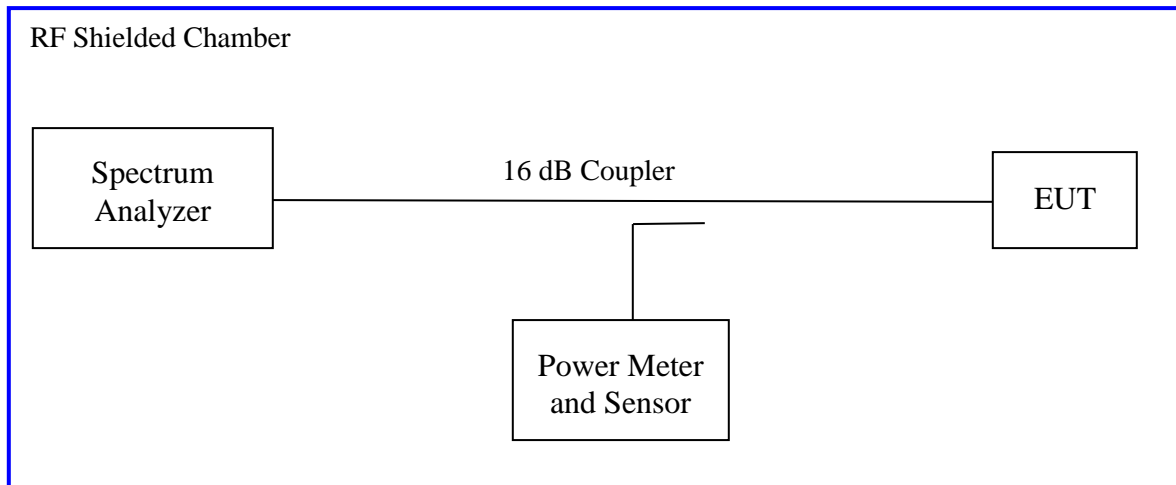 RF Shielded Chamber
16 dB Coupler
Spectrum
Analyzer
EUT
Power Meter
and Sensor